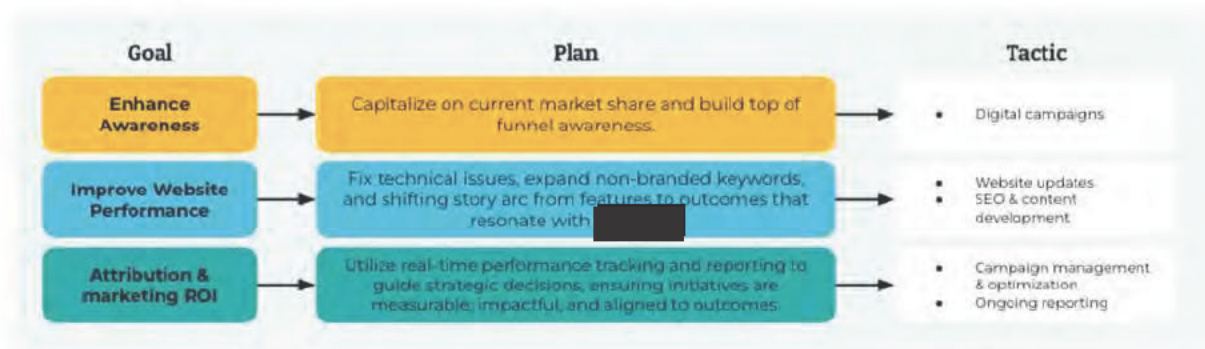 Goal
Plan
Tactic
Enhance
Awareness
Capitalize on current market share and build top of
funnel awareness.
• Digital campaigns
Improve Website
Performance
Fix technical issues, expand non-branded keywords,
and shifting story arc from features to outcomes that
resonate with
• Website updates
• SEO & content
development
Attribution &
marketing ROI
Utilize real-time performance tracking and reporting to
guide strategic decisions, ensuring initiatives are
measurable, impactful, and aligned to outcomes.
• Campaign management
& optimization
• Ongoing reporting